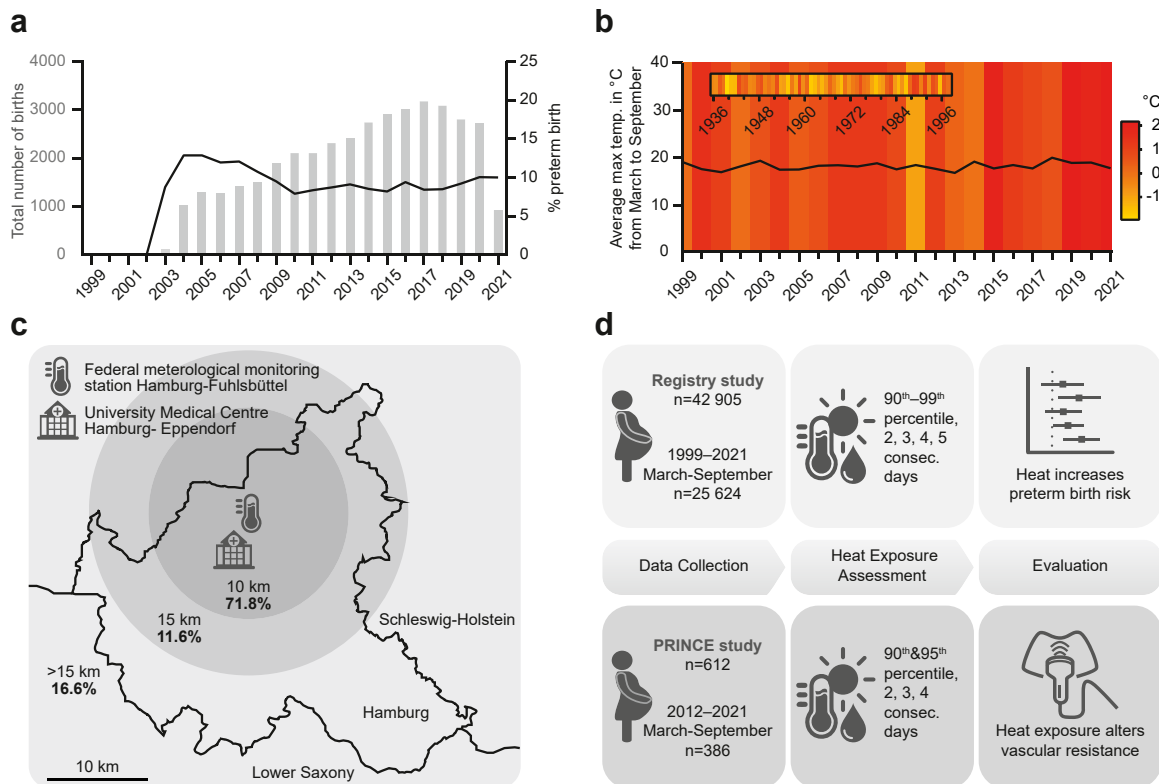 a
4000
3000
2000
1000
0
Total number of births
25
20
15
10
5
0
% preterm birth
1999
2001
2003
2005
2007
2009
2011
2013
2015
2017
2019
2021
b
Average max temp. in °C
from March to September
40
30
20
10
0
1936
1948
1960
1972
1984
1996
°C
2
1
0
-1
1999
2001
2003
2005
2007
2009
2011
2013
2015
2017
2019
2021
c
Federal meterological monitoring
station Hamburg-Fuhlsbüttel
University Medical Centre
Hamburg- Eppendorf
10 km
71.8%
15 km
11.6%
>15 km
16.6%
Schleswig-Holstein
Hamburg
Lower Saxony
10 km
d
Registry study
n=42 905
1999–2021
March-September
n=25 624
90th–99th
percentile,
2, 3, 4, 5
consec.
days
Heat increases
preterm birth risk
Data Collection
Heat Exposure
Assessment
Evaluation
PRINCE study
n=612
2012–2021
March-September
n=386
90th&95th
percentile,
2, 3, 4
consec.
days
Heat exposure alters
vascular resistance